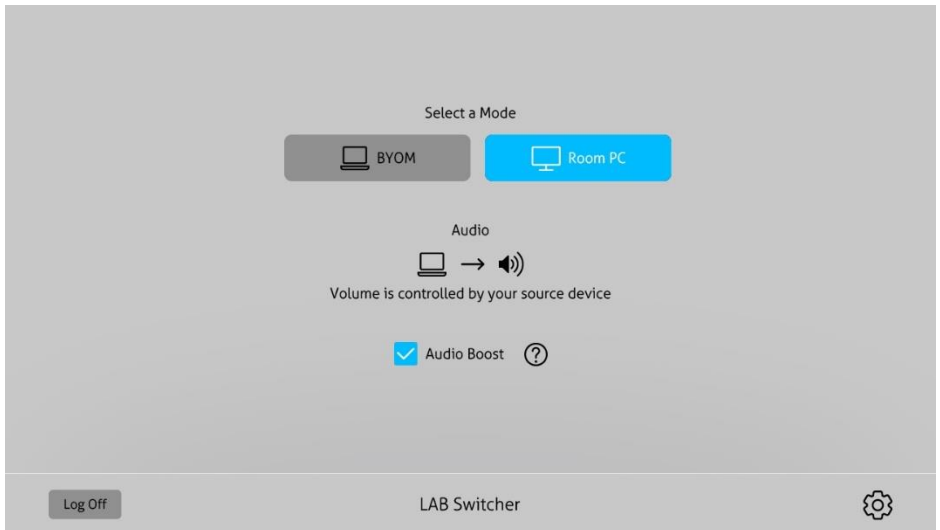 Select a Mode
BYOM
Room PC
Audio
Volume is controlled by your source device
Audio Boost ?
Log Off
LAB Switcher